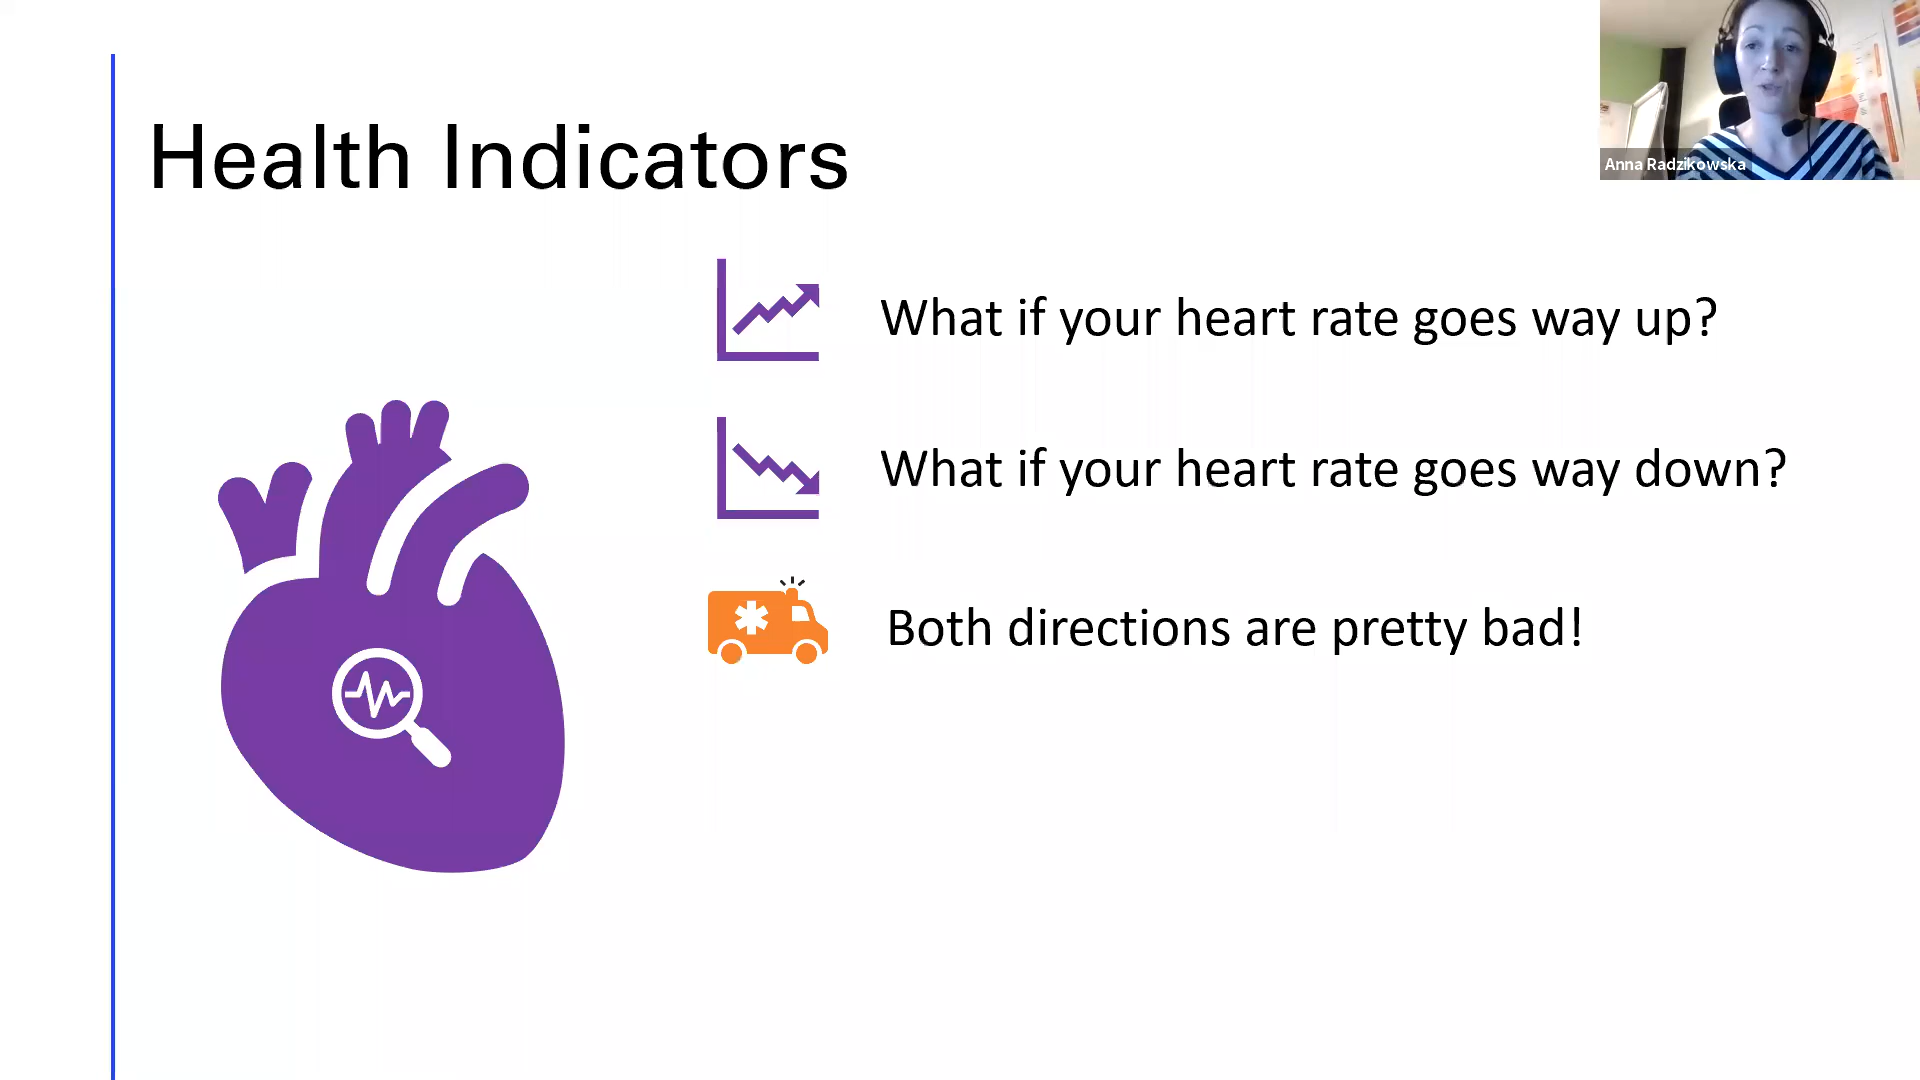 Health Indicators
Anna Radzikowska
What if your heart rate goes way up?
What if your heart rate goes way down?
Both directions are pretty bad!